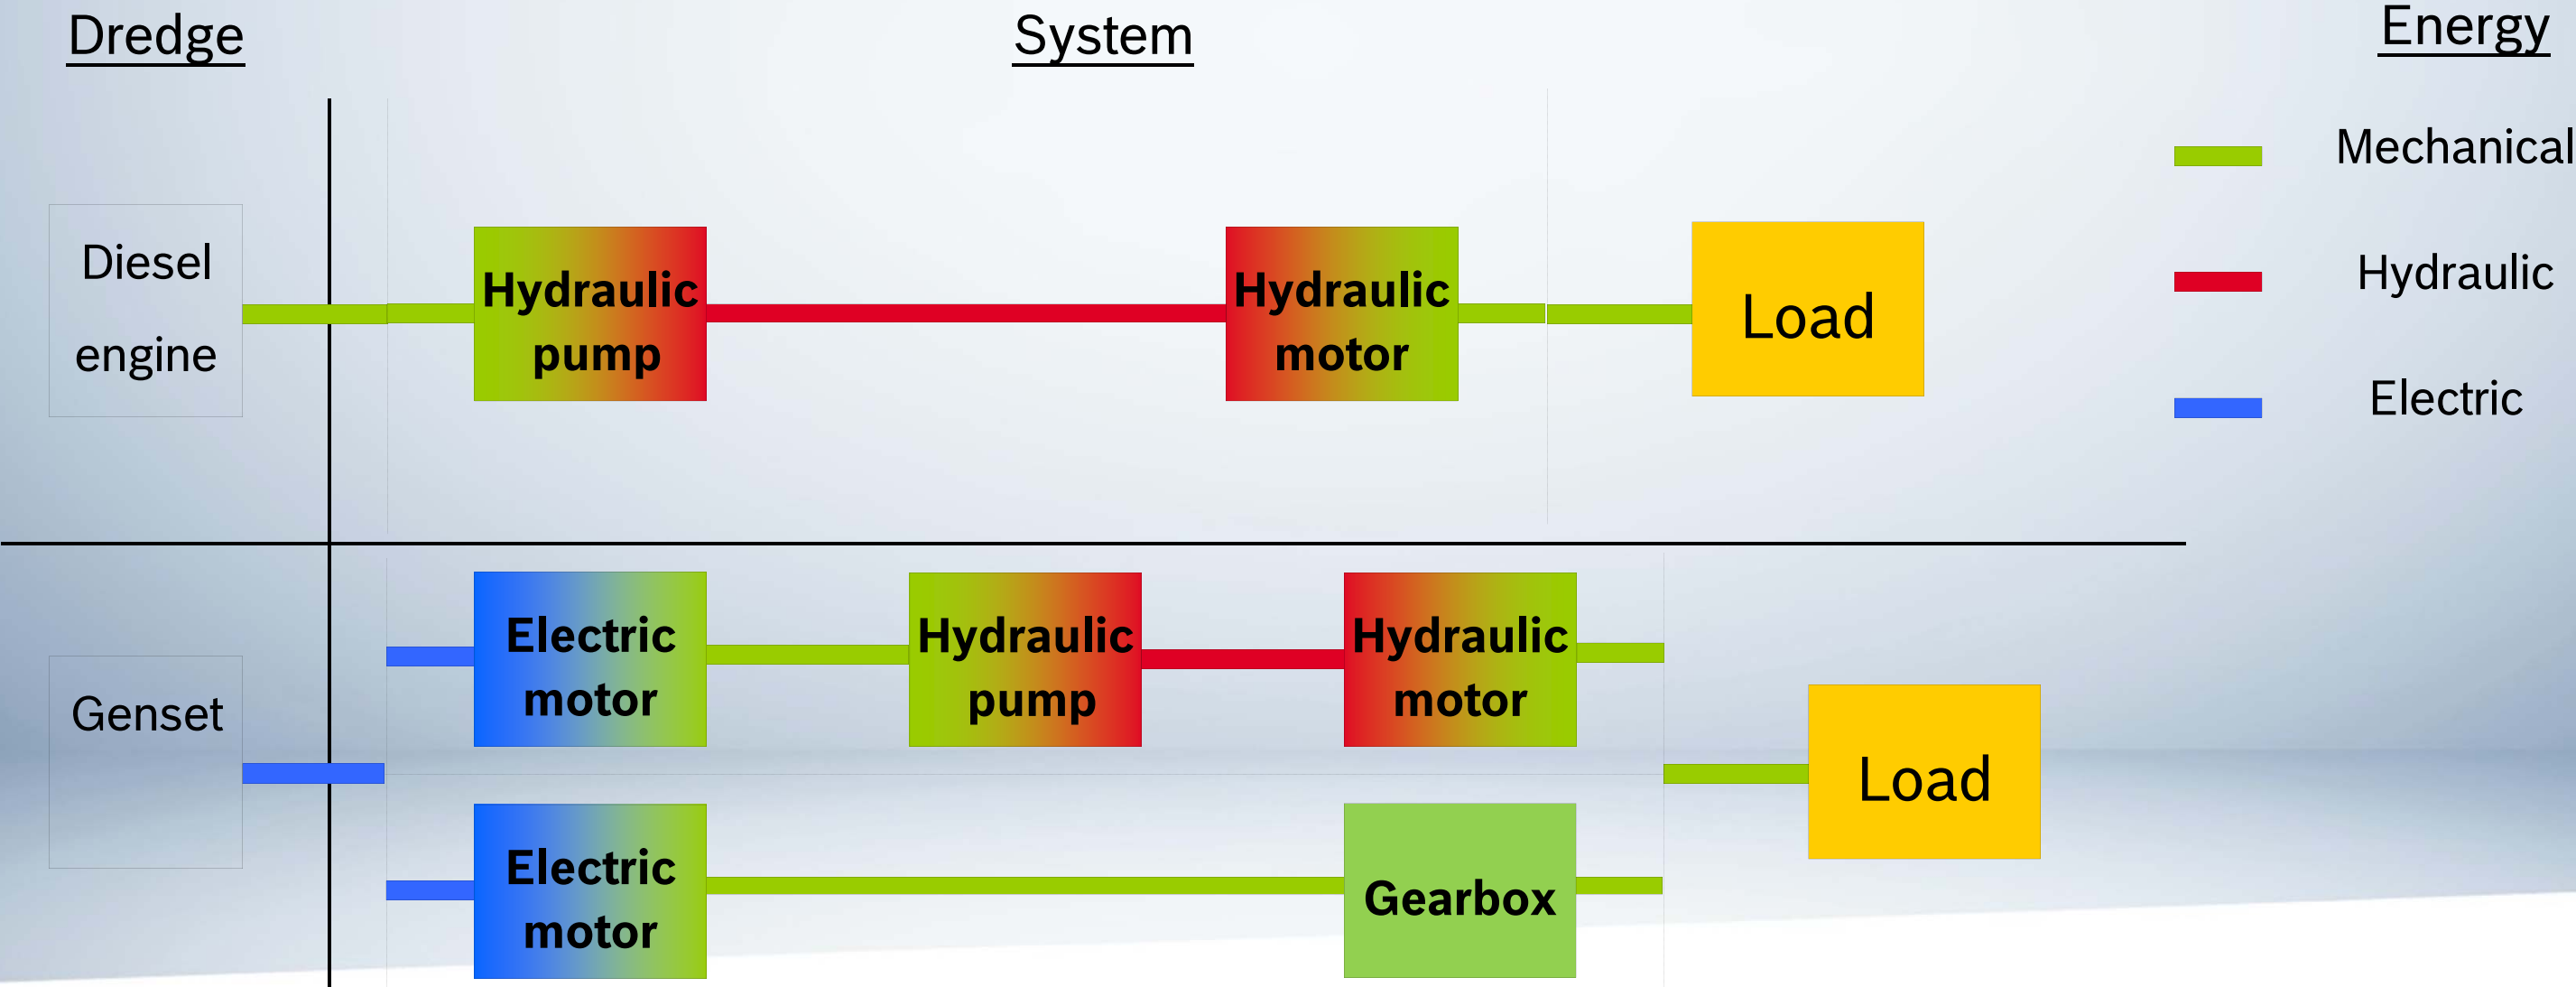 Dredge
System
Energy
Mechanical
Hydraulic
Electric
Diesel
engine
Hydraulic
pump
Hydraulic
motor
Load
Genset
Electric
motor
Hydraulic
pump
Hydraulic
motor
Load
Electric
motor
Gearbox